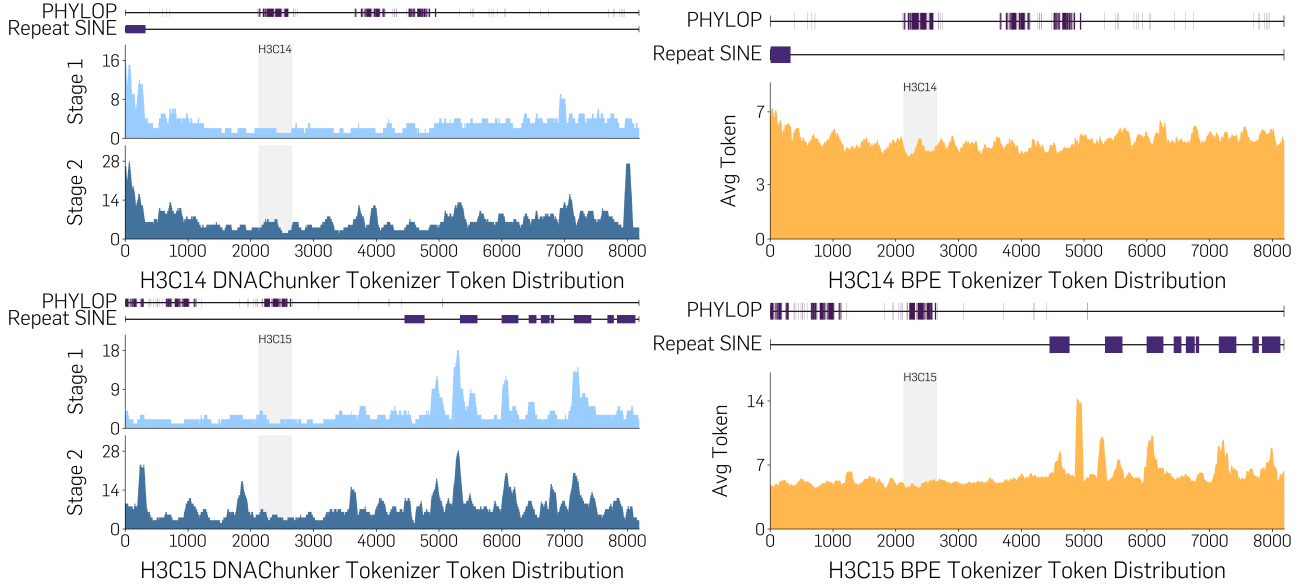 PHYLOP
Repeat SINE
H3C14
Stage 1
16
8
0
Stage 2
28
14
0
0 1000 2000 3000 4000 5000 6000 7000 8000
H3C14 DNAChunker Tokenizer Token Distribution
PHYLOP
Repeat SINE
H3C14
Avg Token
7
3
0
0 1000 2000 3000 4000 5000 6000 7000 8000
H3C14 BPE Tokenizer Token Distribution
PHYLOP
Repeat SINE
H3C15
Stage 1
18
9
0
Stage 2
28
14
0
0 1000 2000 3000 4000 5000 6000 7000 8000
H3C15 DNAChunker Tokenizer Token Distribution
PHYLOP
Repeat SINE
H3C15
Avg Token
14
7
0
0 1000 2000 3000 4000 5000 6000 7000 8000
H3C15 BPE Tokenizer Token Distribution